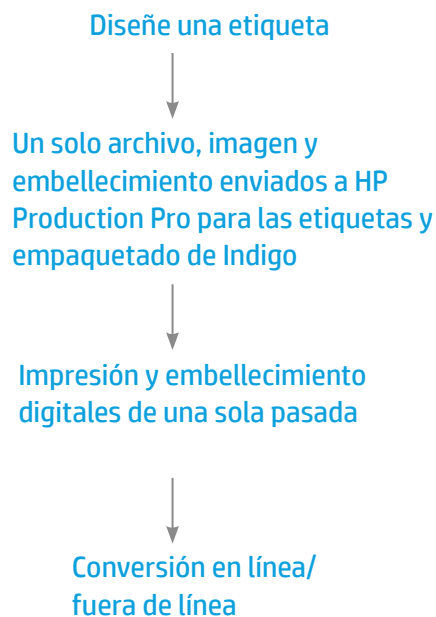 Diseñe una etiqueta
Un solo archivo, imagen y
embellecimiento enviados a HP
Production Pro para las etiquetas y
empaquetado de Indigo
Impresión y embellecimiento
digitales de una sola pasada
Conversión en línea/
fuera de línea